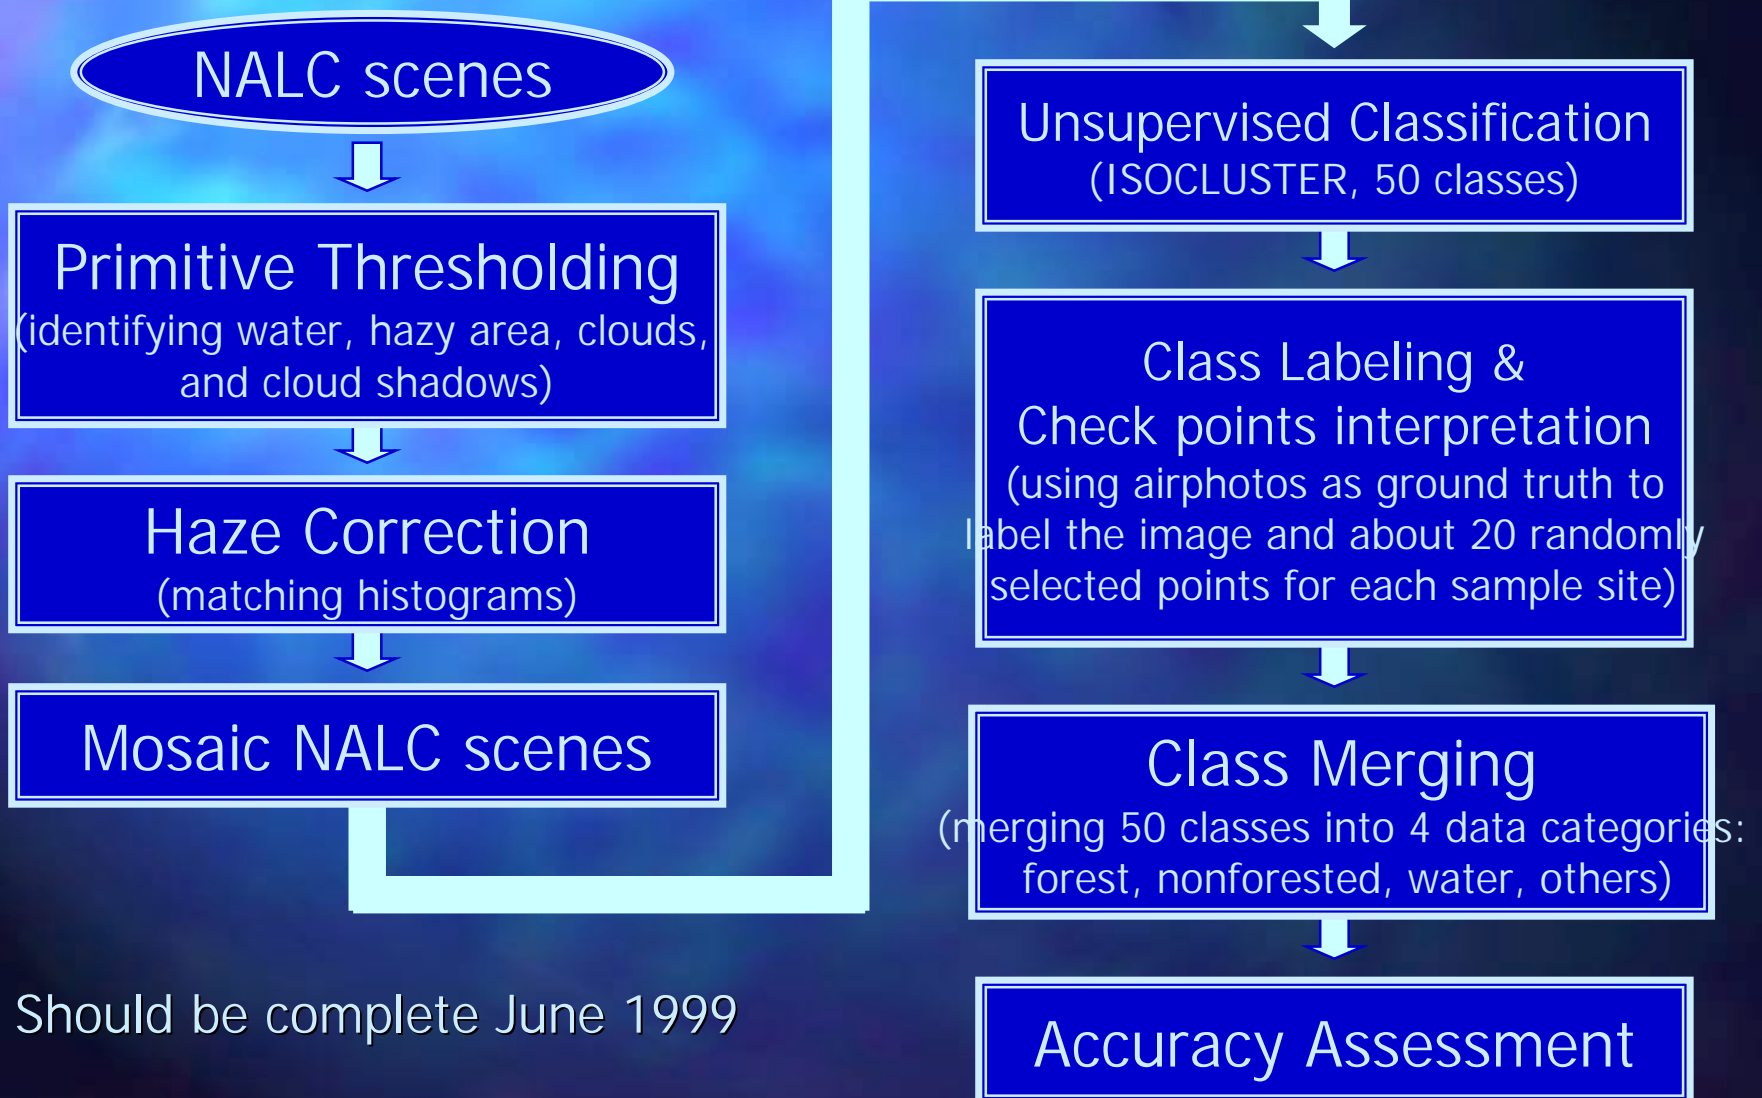 NALC scenes
Primitive Thresholding
(identifying water, hazy area, clouds,
and cloud shadows)
Haze Correction
(matching histograms)
Mosaic NALC scenes
Should be complete June 1999
Unsupervised Classification
(ISOCLUSTER, 50 classes)
Class Labeling &
Check points interpretation
(using airphotos as ground truth to
label the image and about 20 randomly
selected points for each sample site)
Class Merging
(merging 50 classes into 4 data categories:
forest, nonforested, water, others)
Accuracy Assessment